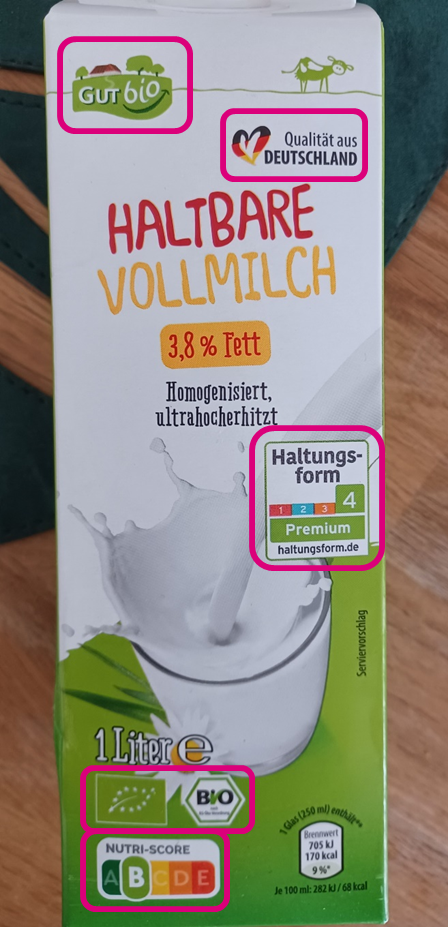 GUT bio
Qualität aus
DEUTSCHLAND
HALTBARE
VOLLMILCH
3,8 % Fett
Homogenisiert,
ultrahocherhitzt
Haltungs-
form
1 2 3 4
Premium
haltungsform.de
Serviervorschlag
1 Liter e
BIO
NUTRI-SCORE
A B C D E
1 Glas (250 ml) enthält**
Brennwert
705 kJ
170 kcal
9 %*
Je 100 ml: 282 kJ / 68 kcal